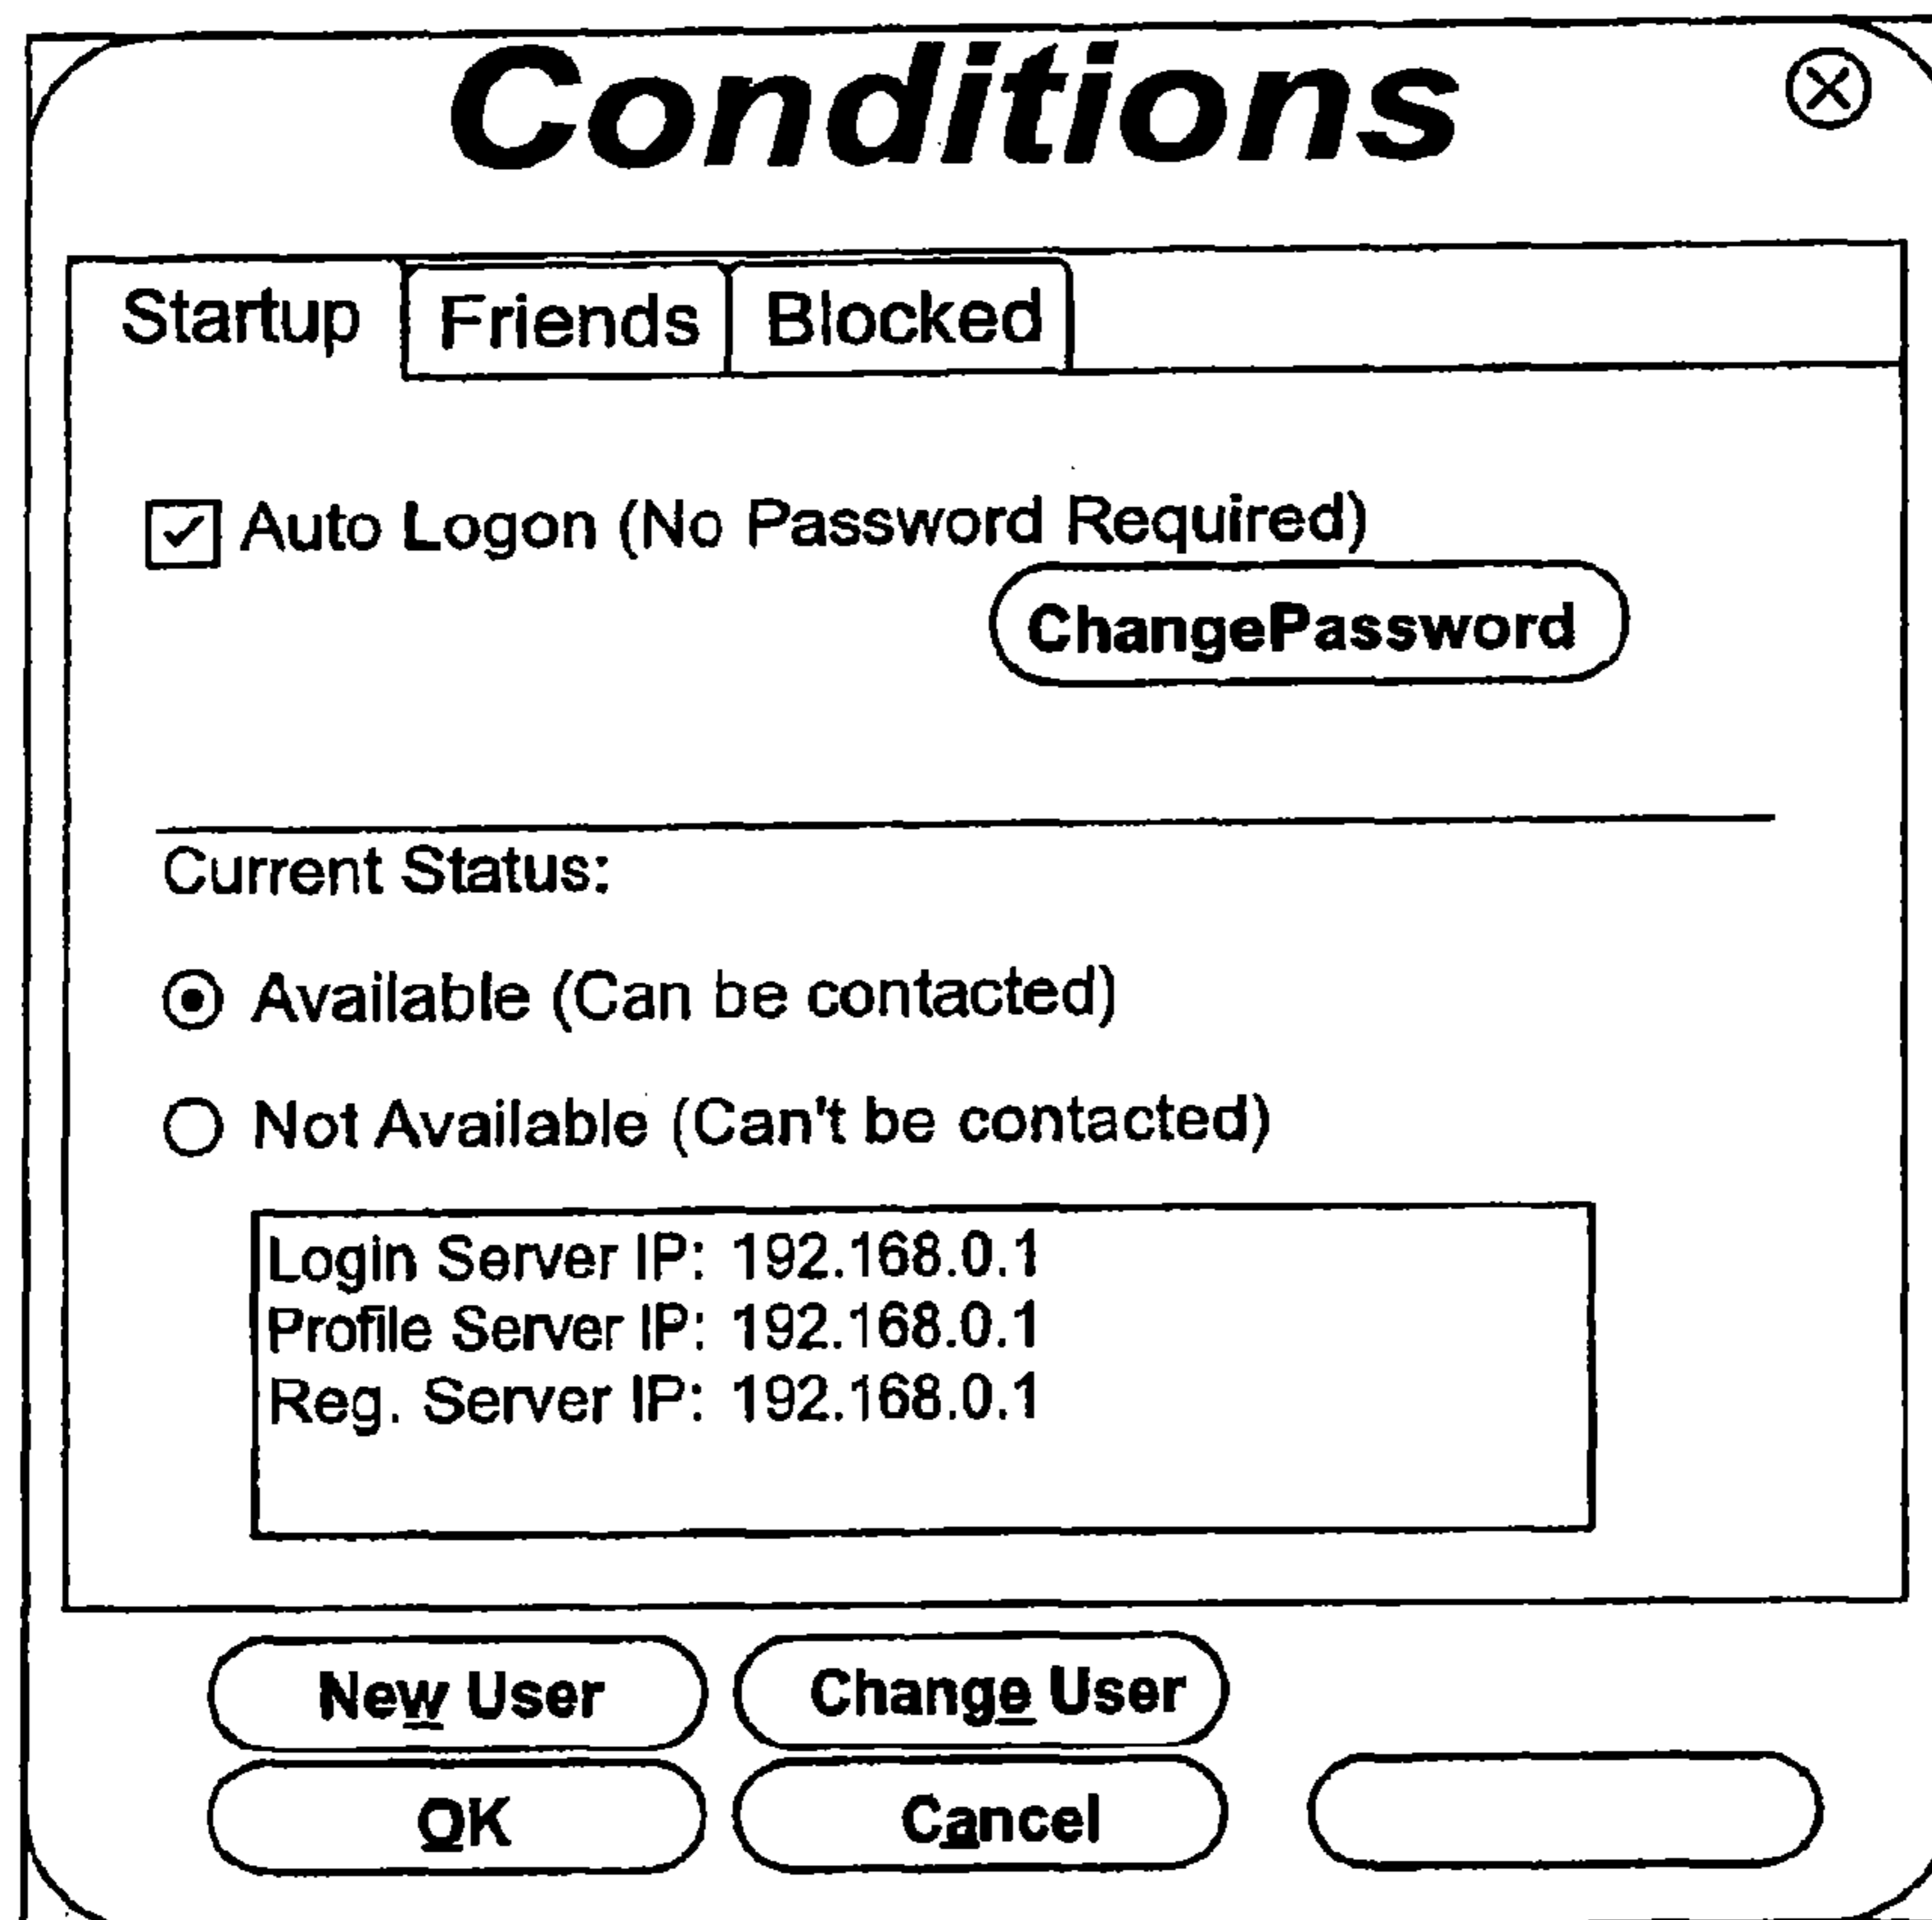 Conditions
Startup Friends Blocked
Auto Logon (No Password Required)
ChangePassword
Current Status:
Available (Can be contacted)
Not Available (Can't be contacted)
Login Server IP: 192.168.0.1
Profile Server IP: 192.168.0.1
Reg. Server IP: 192.168.0.1
New User Change User
OK Cancel